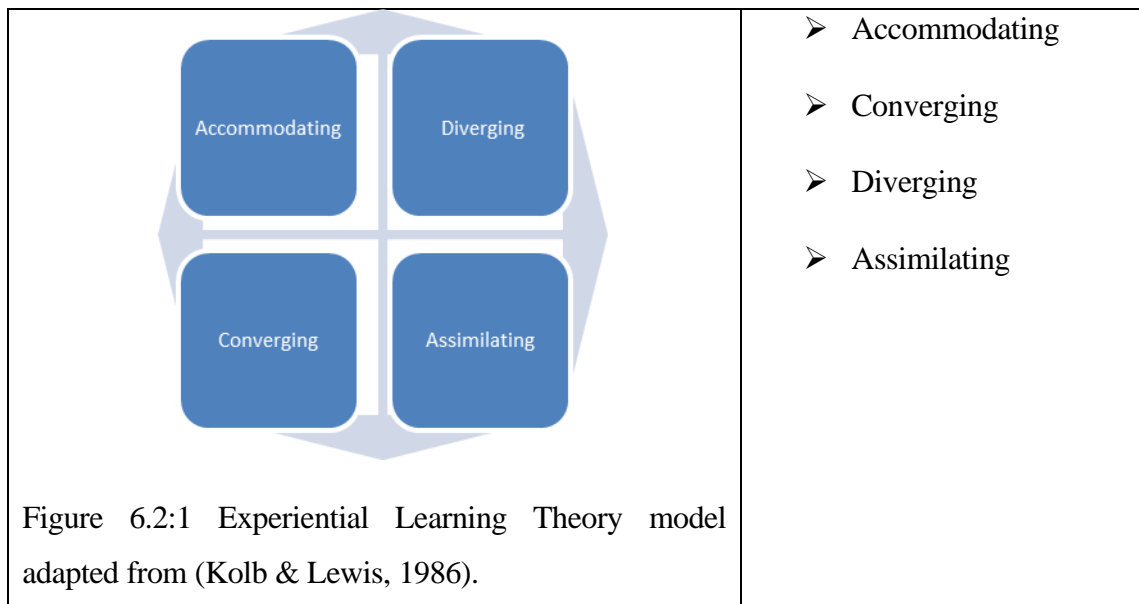 Accommodating
Diverging
Converging
Assimilating
Figure 6.2:1 Experiential Learning Theory model
adapted from (Kolb & Lewis, 1986).
➢ Accommodating
➢ Converging
➢ Diverging
➢ Assimilating